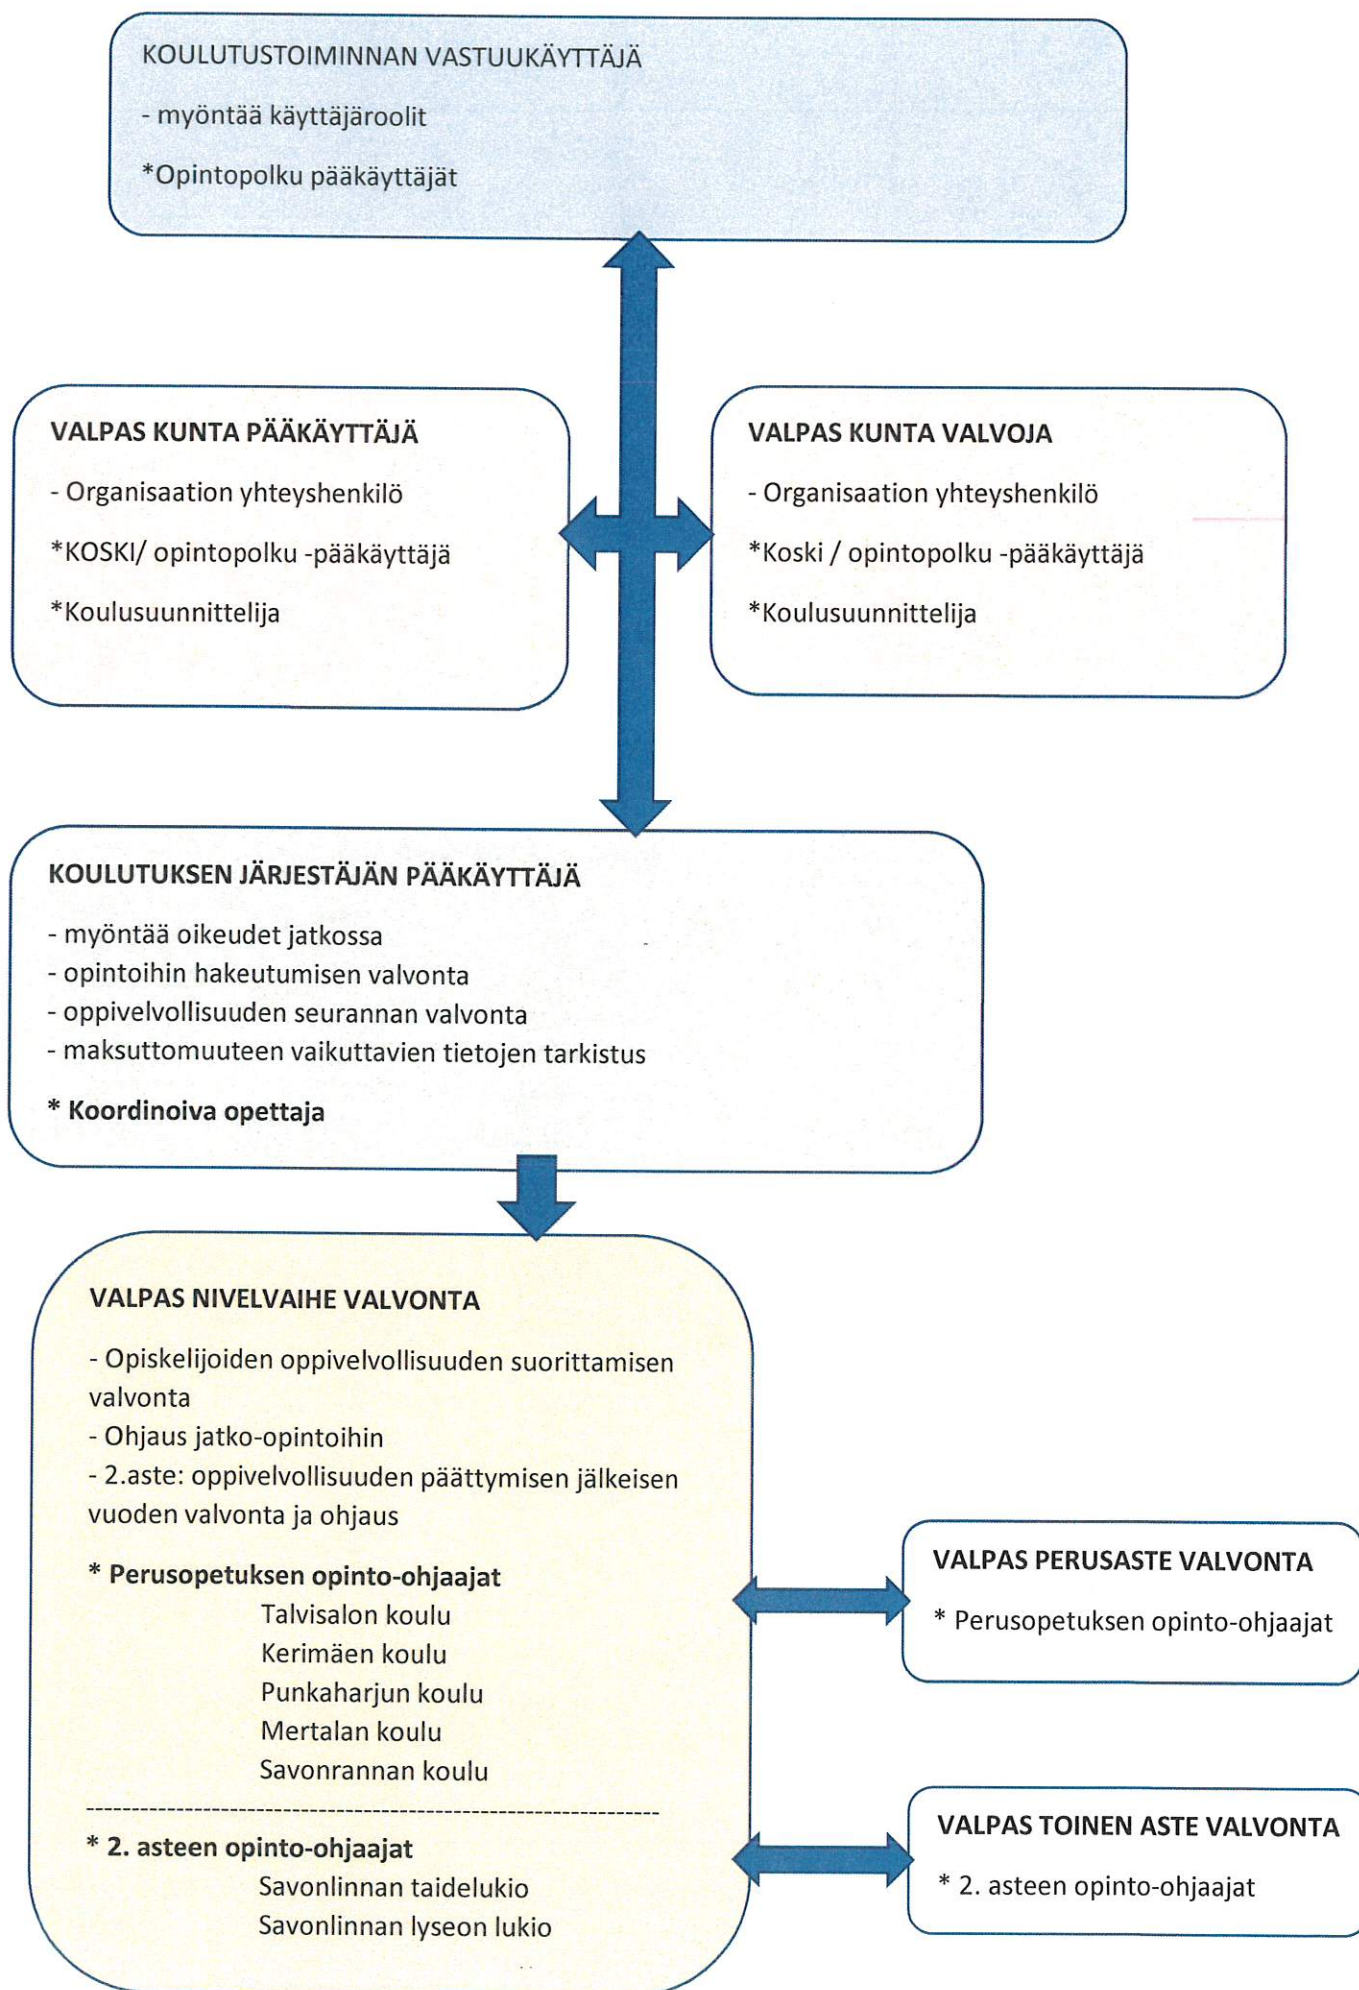 KOULUTUSTOIMINNAN VASTUUKÄYTTÄJÄ
- myöntää käyttäjäroolit
*Opintopolku pääkäyttäjät
VALPAS KUNTA PÄÄKÄYTTÄJÄ
- Organisaation yhteyshenkilö
*KOSKI/ opintopolku -pääkäyttäjä
*Koulusuunnittelija
VALPAS KUNTA VALVOJA
- Organisaation yhteyshenkilö
*Koski / opintopolku -pääkäyttäjä
*Koulusuunnittelija
KOULUTUKSEN JÄRJESTÄJÄN PÄÄKÄYTTÄJÄ
- myöntää oikeudet jatkossa
- opintoihin hakeutumisen valvonta
- oppivelvollisuuden seurannan valvonta
- maksuttomuuteen vaikuttavien tietojen tarkistus
* Koordinoiva opettaja
VALPAS NIVELVAIHE VALVONTA
- Opiskelijoiden oppivelvollisuuden suorittamisen
valvonta
- Ohjaus jatko-opintoihin
- 2.aste: oppivelvollisuuden päättymisen jälkeisen
vuoden valvonta ja ohjaus
* Perusopetuksen opinto-ohjaajat
Talvisalon koulu
Kerimäen koulu
Punkaharjun koulu
Mertalan koulu
Savonrannan koulu
---------------------------------------------------------------
* 2. asteen opinto-ohjaajat
Savonlinnan taidelukio
Savonlinnan lyseon lukio
VALPAS PERUSASTE VALVONTA
* Perusopetuksen opinto-ohjaajat
VALPAS TOINEN ASTE VALVONTA
* 2. asteen opinto-ohjaajat